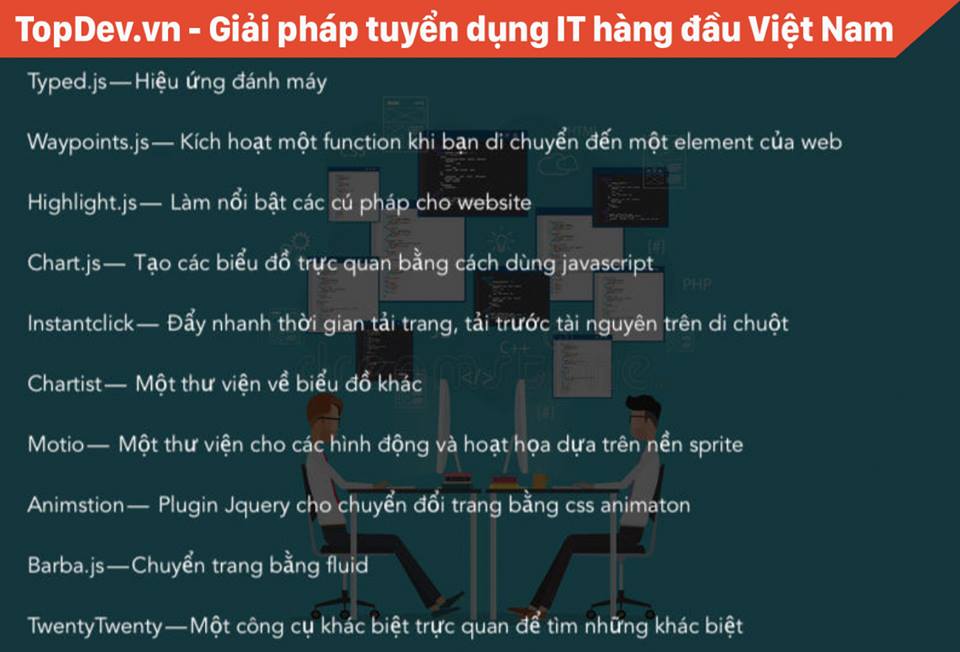 TopDev.vn - Giải pháp tuyển dụng IT hàng đầu Việt Nam
Typed.js—Hiệu ứng đánh máy
Waypoints.js— Kích hoạt một function khi bạn di chuyển đến một element của web
Highlight.js— Làm nổi bật các cú pháp cho website
Chart.js— Tạo các biểu đồ trực quan bằng cách dùng javascript
PHP
Instantclick— Đẩy nhanh thời gian tải trang, tải trước tài nguyên trên di chuột
C++
Chartist— Một thư viện về biểu đồ khác
</>
{#}
Motio— Một thư viện cho các hình động và hoạt họa dựa trên nền sprite
Animstion— Plugin Jquery cho chuyển đổi trang bằng css animaton
Barba.js—Chuyển trang bằng fluid
TwentyTwenty—Một công cụ khác biệt trực quan để tìm những khác biệt